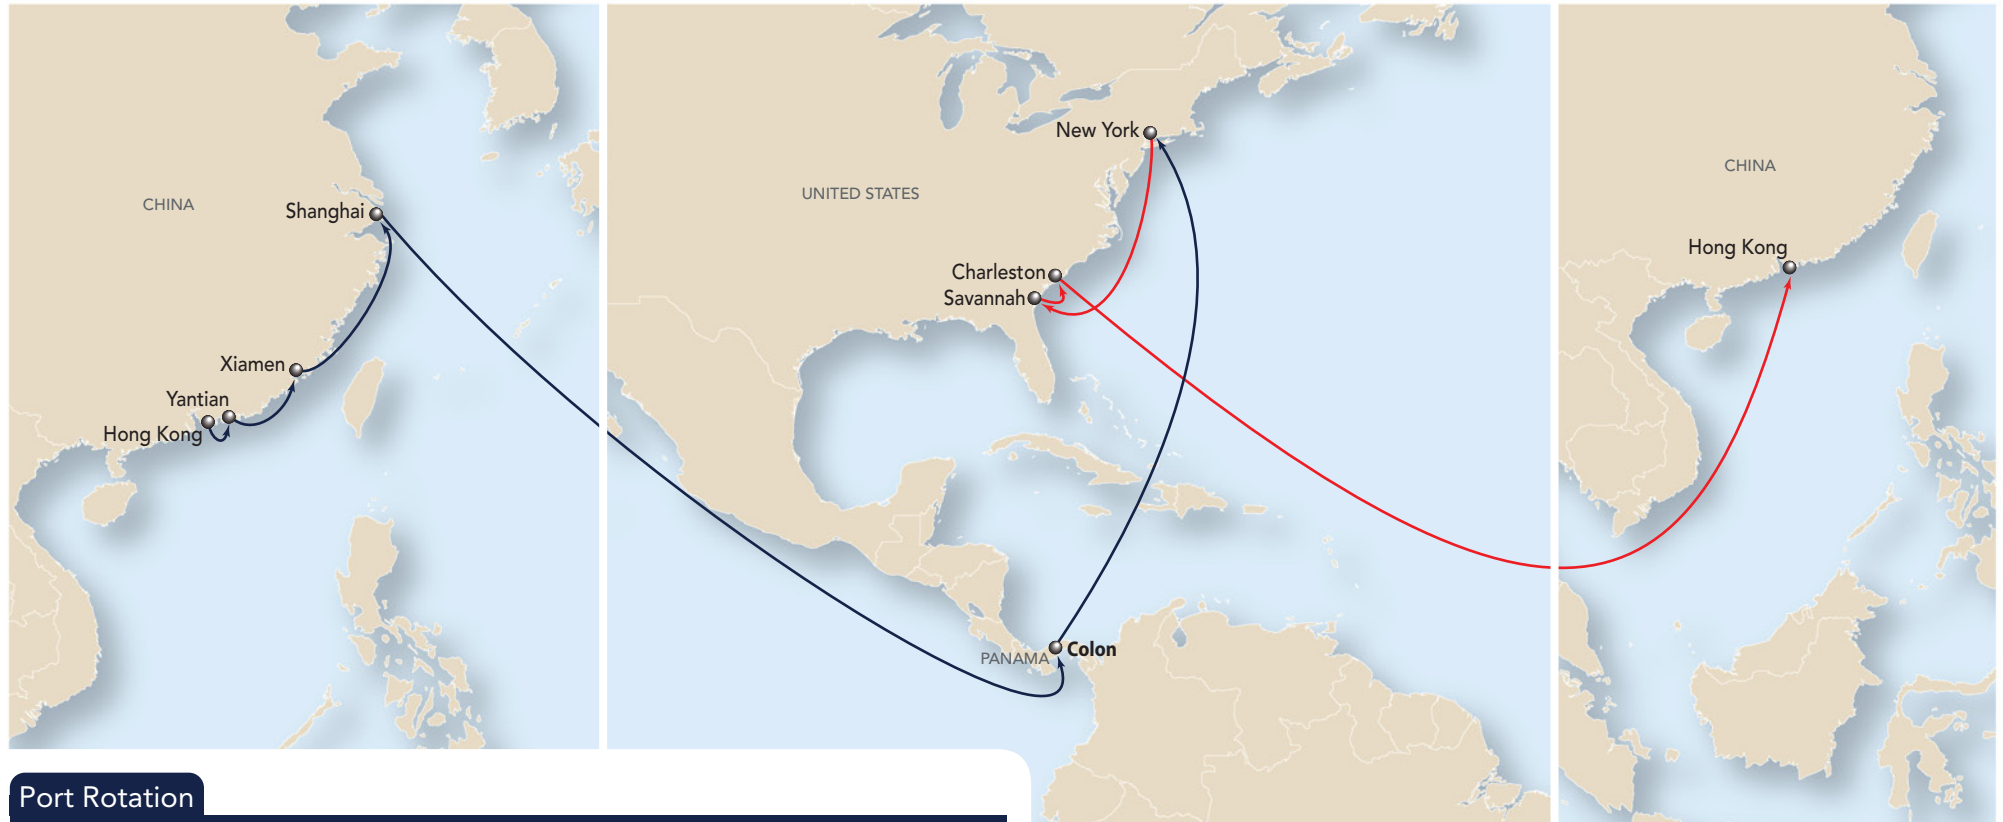 CHINA
Shanghai
Xiamen
Yantian
Hong Kong
New York
UNITED STATES
Charleston
Savannah
PANAMA
Colon
CHINA
Hong Kong
Port Rotation